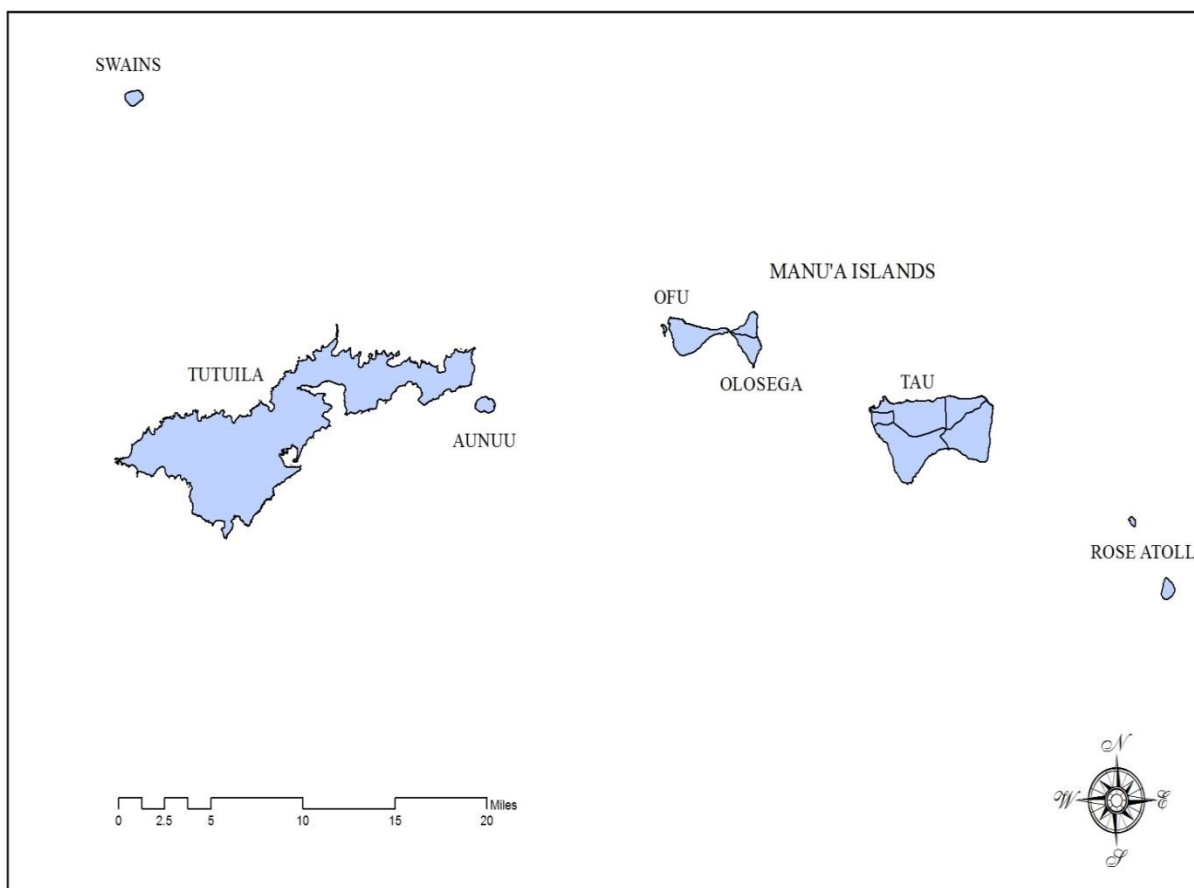 SWAINS
MANU'A ISLANDS
OFU
TUTUILA
OLOSEGA
TAU
AUNUU
ROSE ATOLL
N
W E
S
Miles
0 2.5 5 10 15 20